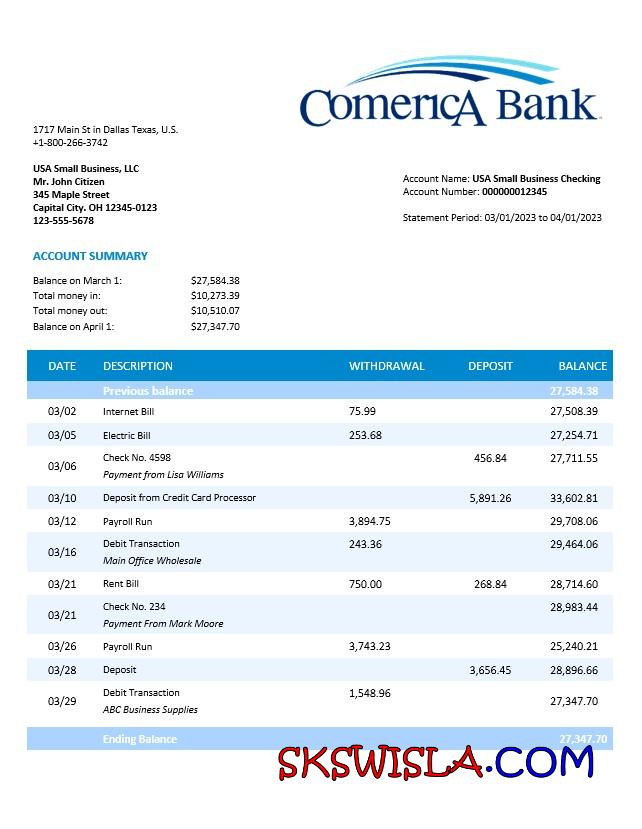 ComericA Bank
1717 Main St in Dallas Texas, U.S.
+1-800-266-3742
USA Small Business, LLC
Mr. John Citizen
345 Maple Street
Capital City. OH 12345-0123
123-555-5678
Account Name: USA Small Business Checking
Account Number: 000000012345
Statement Period: 03/01/2023 to 04/01/2023
ACCOUNT SUMMARY
Balance on March 1: $27,584.38
Total money in: $10,273.39
Total money out: $10,510.07
Balance on April 1: $27,347.70
DATE DESCRIPTION WITHDRAWAL DEPOSIT BALANCE
Previous balance 27,584.38
03/02 Internet Bill 75.99 27,508.39
03/05 Electric Bill 253.68 27,254.71
03/06 Check No. 4598 456.84 27,711.55
Payment from Lisa Williams
03/10 Deposit from Credit Card Processor 5,891.26 33,602.81
03/12 Payroll Run 3,894.75 29,708.06
03/16 Debit Transaction 243.36 29,464.06
Main Office Wholesale
03/21 Rent Bill 750.00 268.84 28,714.60
03/21 Check No. 234 28,983.44
Payment From Mark Moore
03/26 Payroll Run 3,743.23 25,240.21
03/28 Deposit 3,656.45 28,896.66
03/29 Debit Transaction 1,548.96 27,347.70
ABC Business Supplies
Ending Balance 27,347.70
SKSWISLA.COM